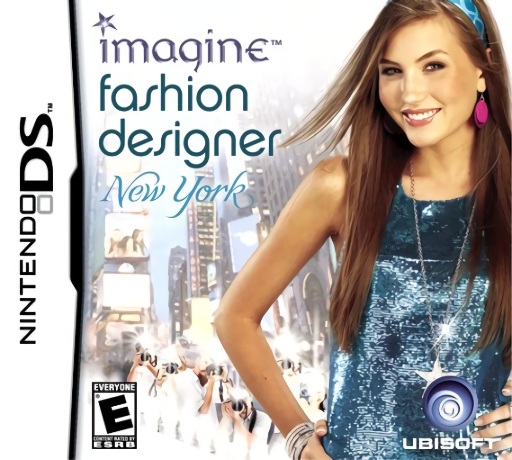 NINTENDO DS™
imagine™
fashion
designer
New York
EVERYONE
E
CONTENT RATED BY
ESRB
UBISOFT